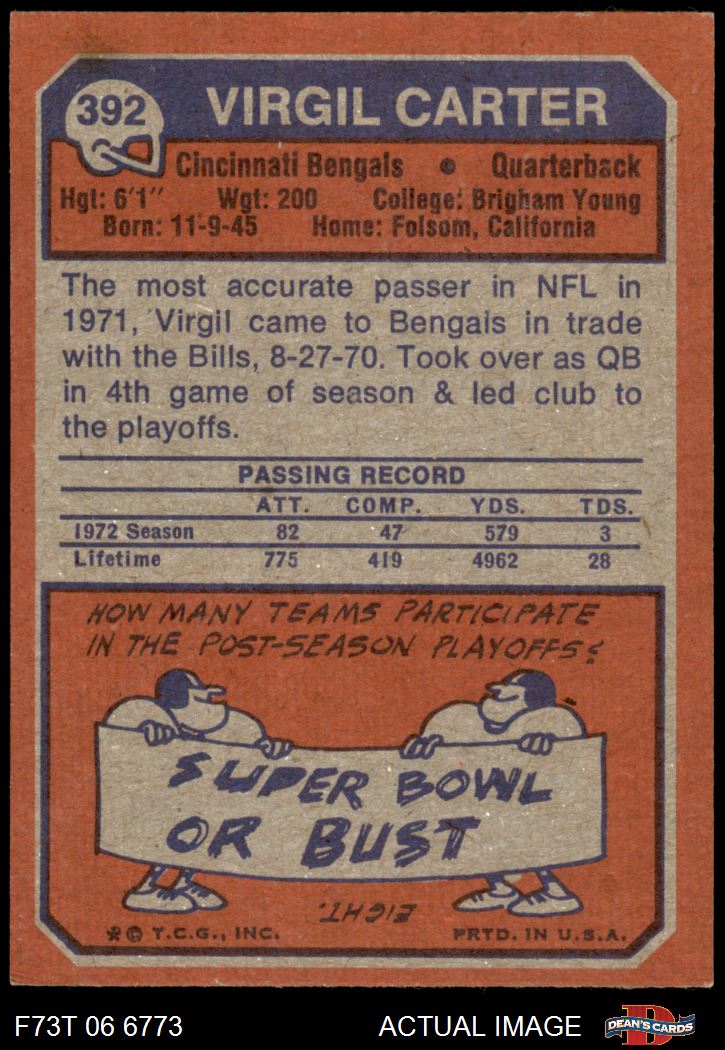 392 VIRGIL CARTER
Cincinnati Bengals • Quarterback
Hgt: 6'1" Wgt: 200 College: Brigham Young
Born: 11-9-45 Home: Folsom, California
The most accurate passer in NFL in
1971, Virgil came to Bengals in trade
with the Bills, 8-27-70. Took over as QB
in 4th game of season & led club to
the playoffs.
PASSING RECORD
ATT. COMP. YDS. TDS.
1972 Season 82 47 579 3
Lifetime 775 419 4962 28
HOW MANY TEAMS PARTICIPATE
IN THE POST-SEASON PLAYOFFS?
SUPER BOWL
OR BUST
EIGHT.
*© T.C.G., INC. PRTD. IN U.S.A.
F73T 06 6773 ACTUAL IMAGE
D
DEAN'S CARDS